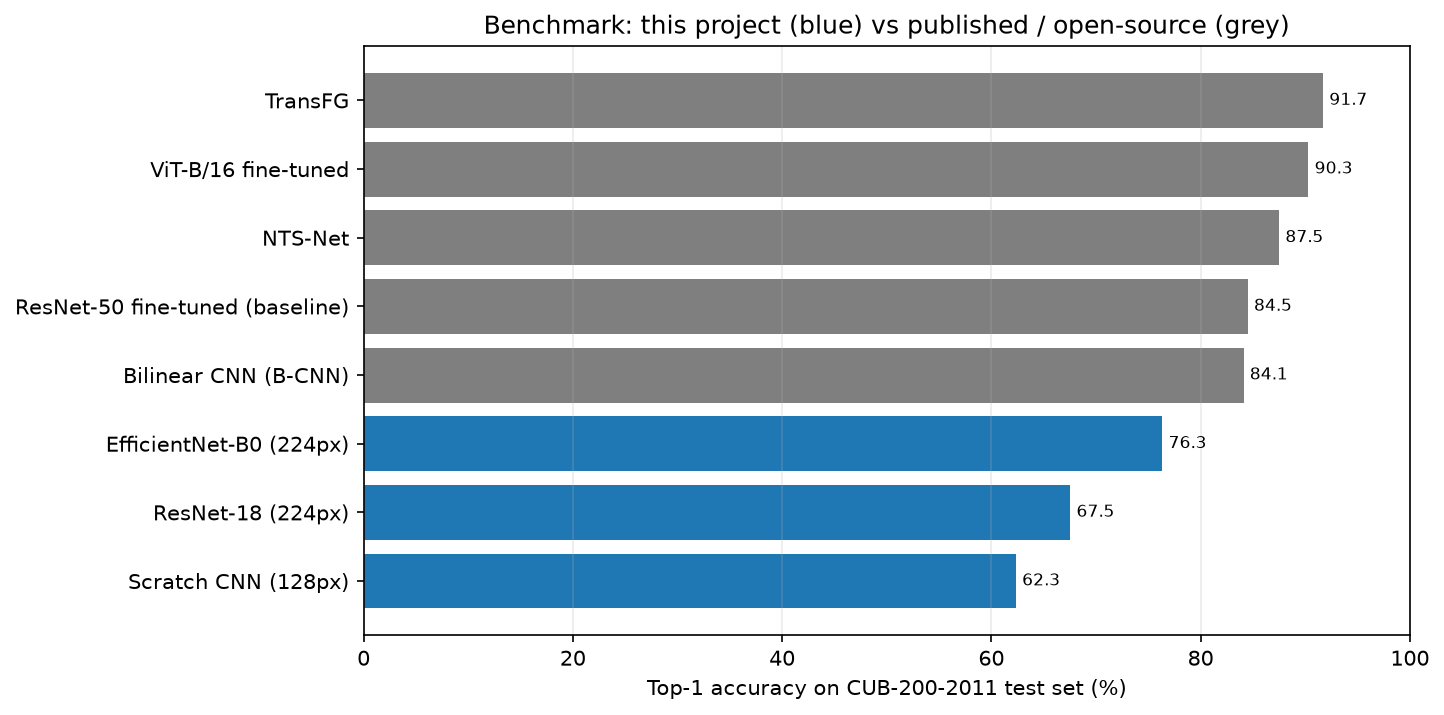 Benchmark: this project (blue) vs published / open-source (grey)
TransFG 91.7
ViT-B/16 fine-tuned 90.3
NTS-Net 87.5
ResNet-50 fine-tuned (baseline) 84.5
Bilinear CNN (B-CNN) 84.1
EfficientNet-B0 (224px) 76.3
ResNet-18 (224px) 67.5
Scratch CNN (128px) 62.3
0 20 40 60 80 100
Top-1 accuracy on CUB-200-2011 test set (%)